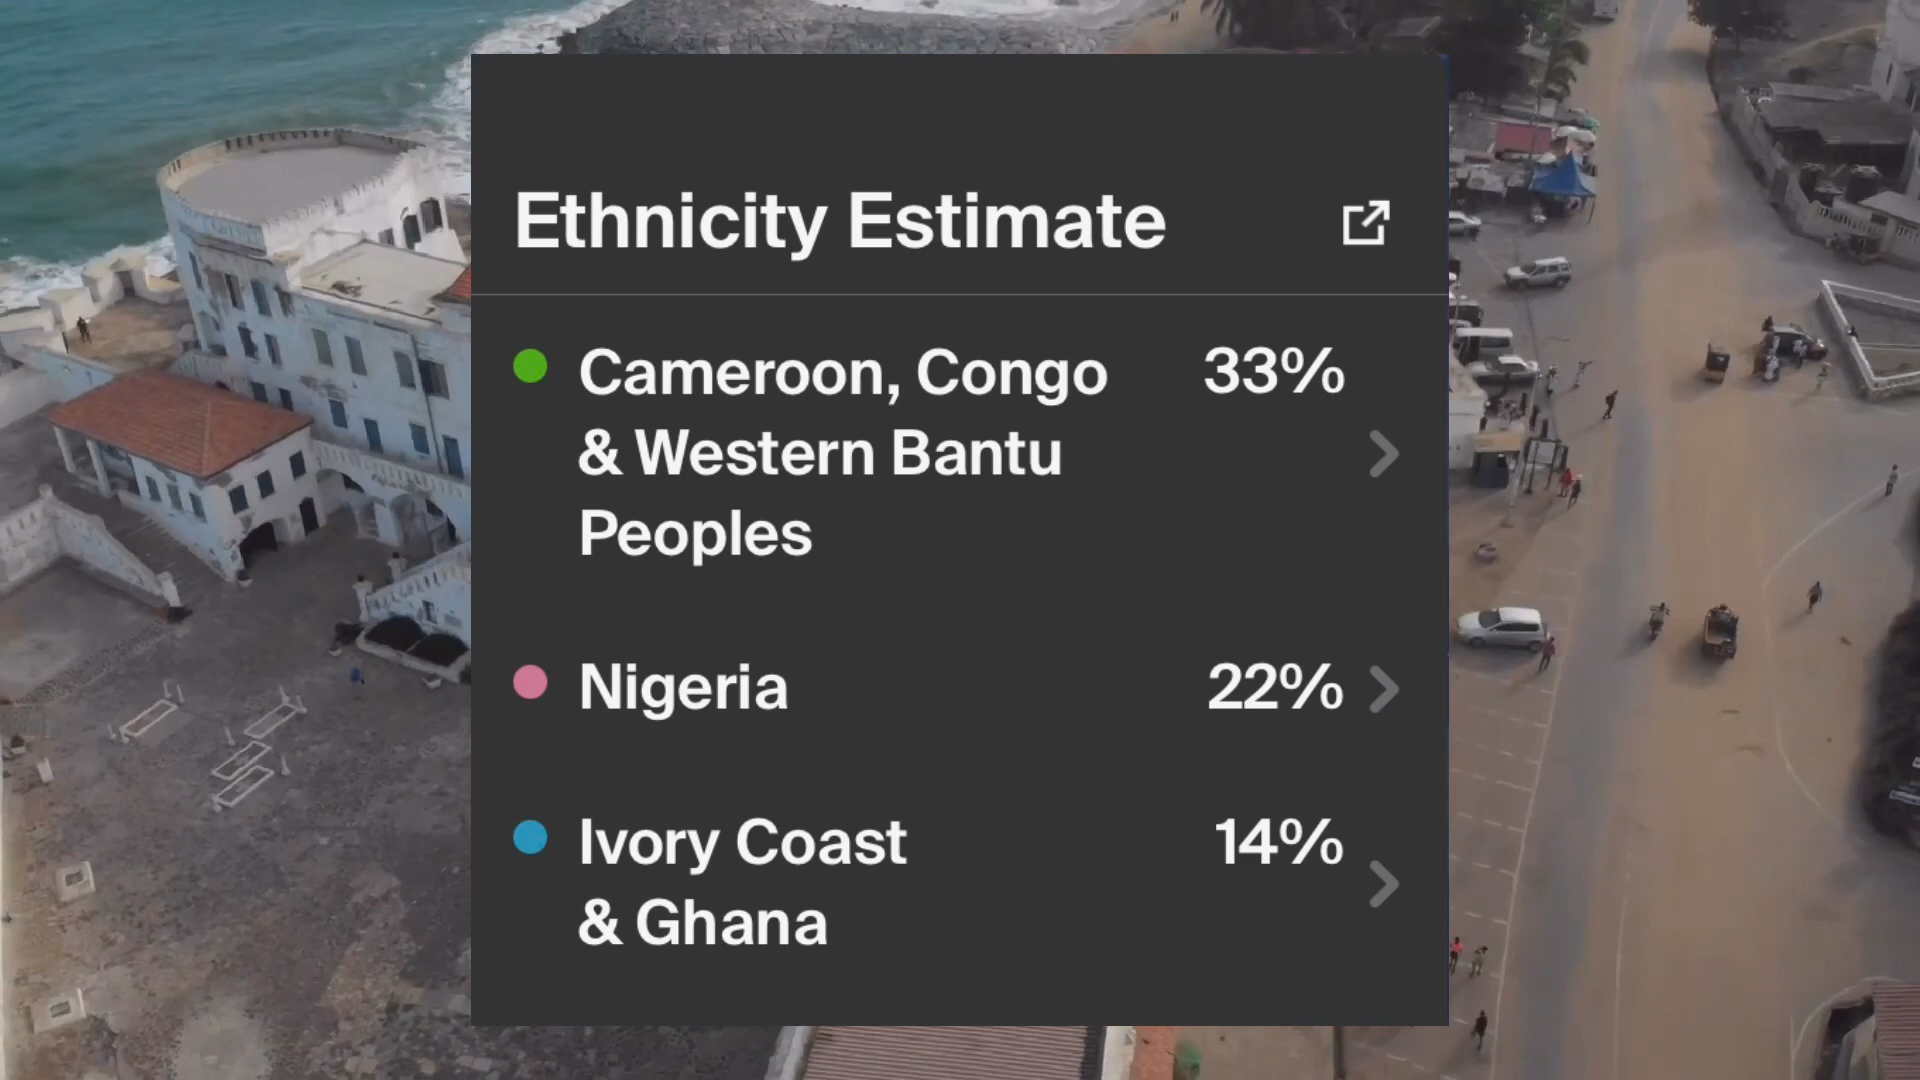 Ethnicity Estimate
Cameroon, Congo 33%
& Western Bantu
Peoples
Nigeria 22%
Ivory Coast 14%
& Ghana